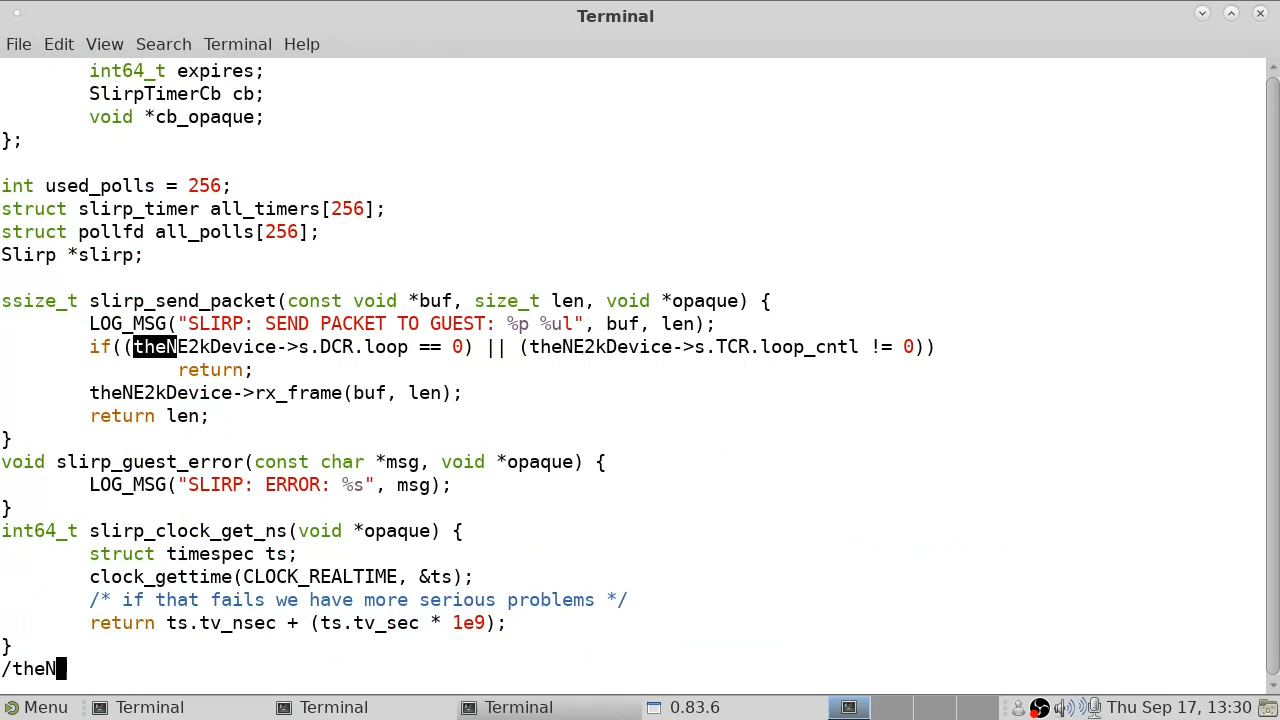 Terminal
File Edit View Search Terminal Help
int64_t expires;
SlirpTimerCb cb;
void *cb_opaque;
};
int used_polls = 256;
struct slirp_timer all_timers[256];
struct pollfd all_polls[256];
Slirp *slirp;
ssize_t slirp_send_packet(const void *buf, size_t len, void *opaque) {
LOG_MSG("SLIRP: SEND PACKET TO GUEST: %p %ul", buf, len);
if((theNE2kDevice->s.DCR.loop == 0) || (theNE2kDevice->s.TCR.loop_cntl != 0))
return;
theNE2kDevice->rx_frame(buf, len);
return len;
}
void slirp_guest_error(const char *msg, void *opaque) {
LOG_MSG("SLIRP: ERROR: %s", msg);
}
int64_t slirp_clock_get_ns(void *opaque) {
struct timespec ts;
clock_gettime(CLOCK_REALTIME, &ts);
/* if that fails we have more serious problems */
return ts.tv_nsec + (ts.tv_sec * 1e9);
}
/theN
Menu Terminal Terminal Terminal 0.83.6 Thu Sep 17, 13:30